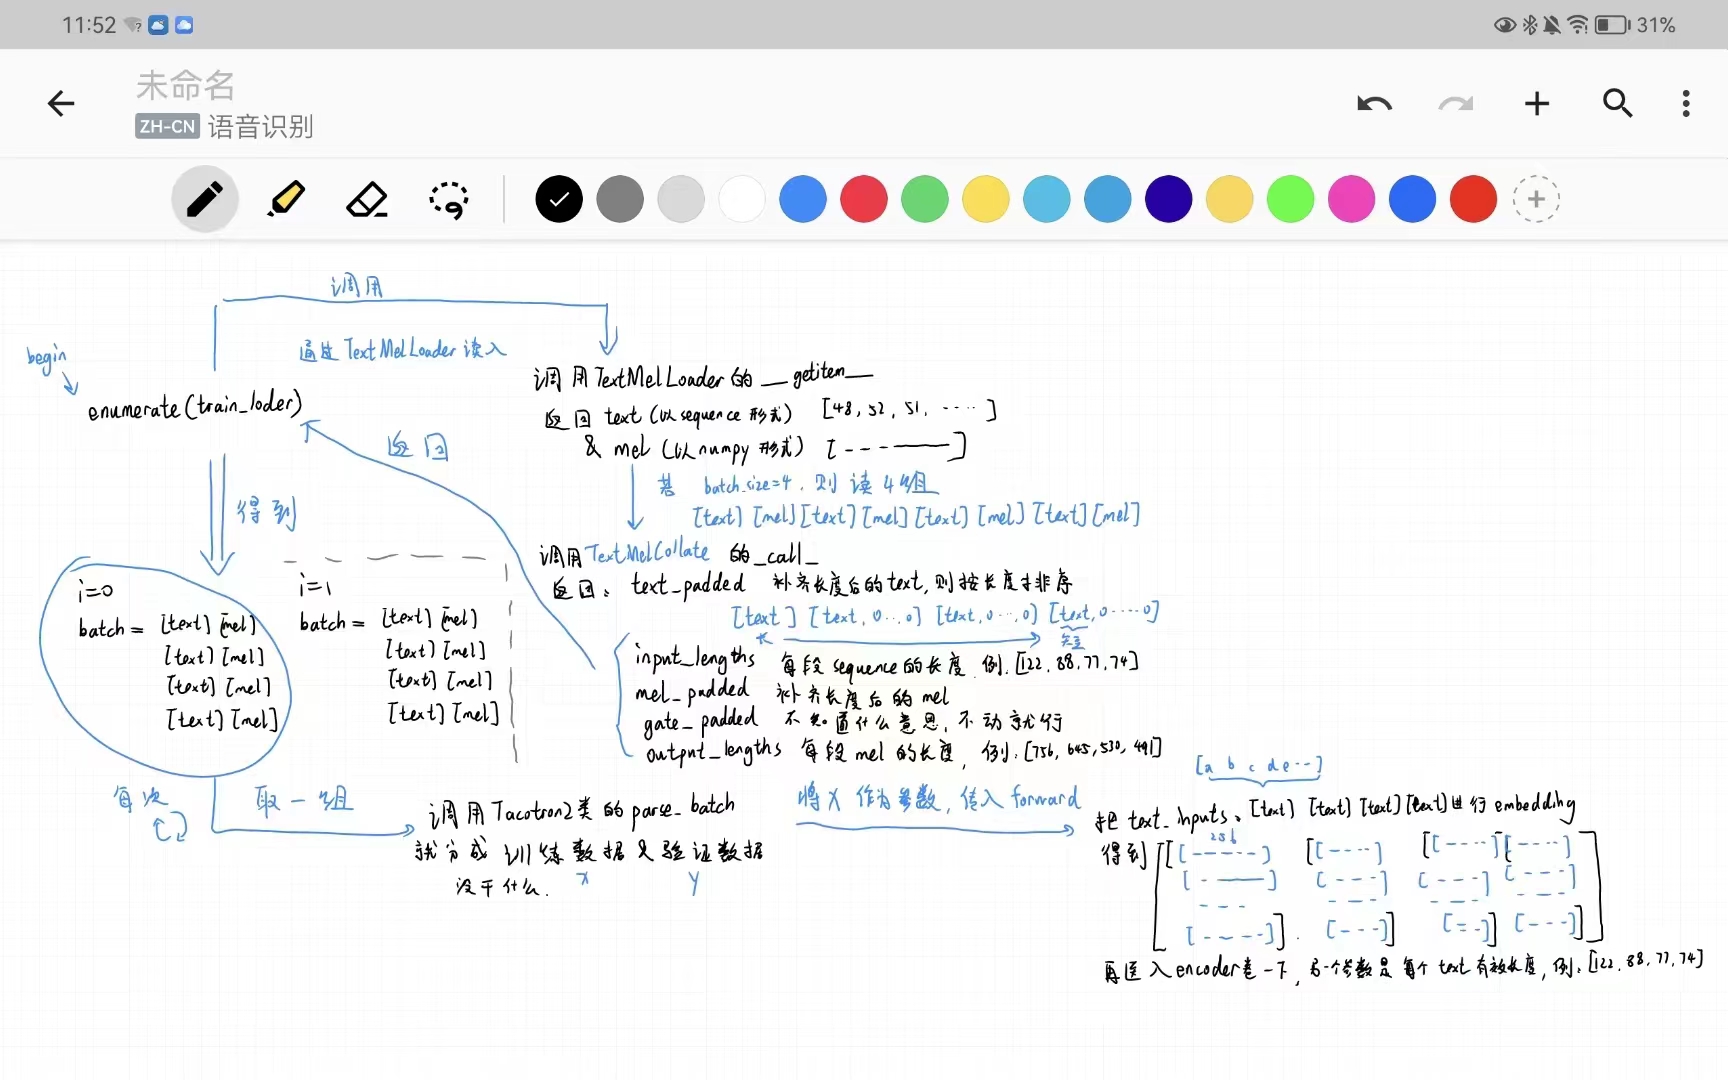 11:52
31%
未命名
ZH-CN 语音识别
调用
begin
通过 TextMelLoader 读入
enumerate(train_loder)
返回
得到
调用 TextMelLoader 的 __getitem__
返回 text (以 sequence 形式) [48, 52, 51, ····]
& mel (以 numpy 形式) [- - - ———]
若 batch_size=4, 则读4组
[text] [mel] [text] [mel] [text] [mel] [text] [mel]
调用 TextMelCollate 的 _call_
返回: text_padded 补齐长度后的text, 则按长度排序
[text] [text, 0...0] [text, 0...,0] [text, 0····0]
长
短
input_lengths 每段 sequence 的长度 例. [122, 88, 77, 74]
mel_padded 补齐长度后的 mel
gate_padded 不知道什么意思, 不动就行
output_lengths 每段 mel 的长度, 例: [756, 645, 530, 491]
i=0
batch = [text] [mel]
[text] [mel]
[text] [mel]
[text] [mel]
i=1
batch = [text] [mel]
[text] [mel]
[text] [mel]
[text] [mel]
每次
取一组
调用 Tacotron2 类的 parse_batch
就分成 训练数据及验证数据
x y
没干什么.
将 x 作为参数, 传入 forward
[a b c d e ··]
把 text_inputs: [text] [text] [text] [text] 进行 embedding
256
得到
再送入 encoder 卷一下, 另一个参数是每个 text 有效长度, 例: [122, 88, 77, 74]